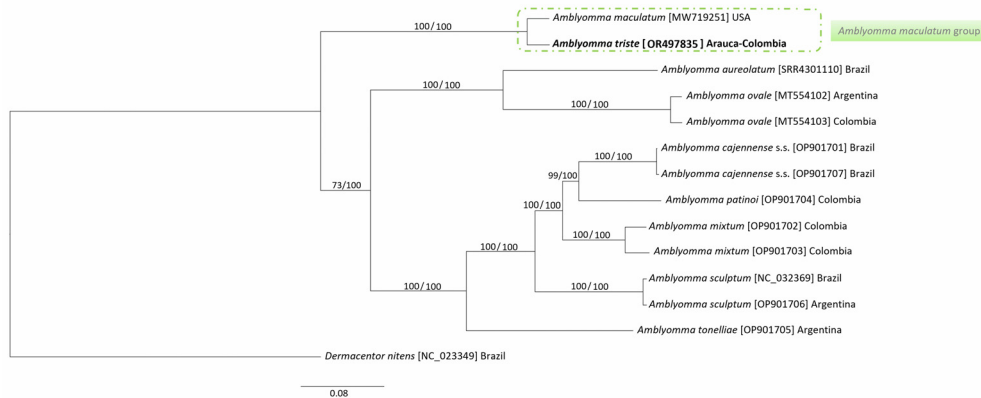 Amblyomma maculatum [MW719251] USA
100/100
Amblyomma maculatum group
Amblyomma triste [OR497835] Arauca-Colombia
Amblyomma aureolatum [SRR4301110] Brazil
100/100
Amblyomma ovale [MT554102] Argentina
100/100
Amblyomma ovale [MT554103] Colombia
Amblyomma cajennense s.s. [OP901701] Brazil
100/100
Amblyomma cajennense s.s. [OP901707] Brazil
99/100
73/100
Amblyomma patinoi [OP901704] Colombia
100/100
Amblyomma mixtum [OP901702] Colombia
100/100
100/100
Amblyomma mixtum [OP901703] Colombia
Amblyomma sculptum [NC_032369] Brazil
100/100
100/100
Amblyomma sculptum [OP901706] Argentina
Amblyomma tonelliae [OP901705] Argentina
Dermacentor nitens [NC_023349] Brazil
0.08